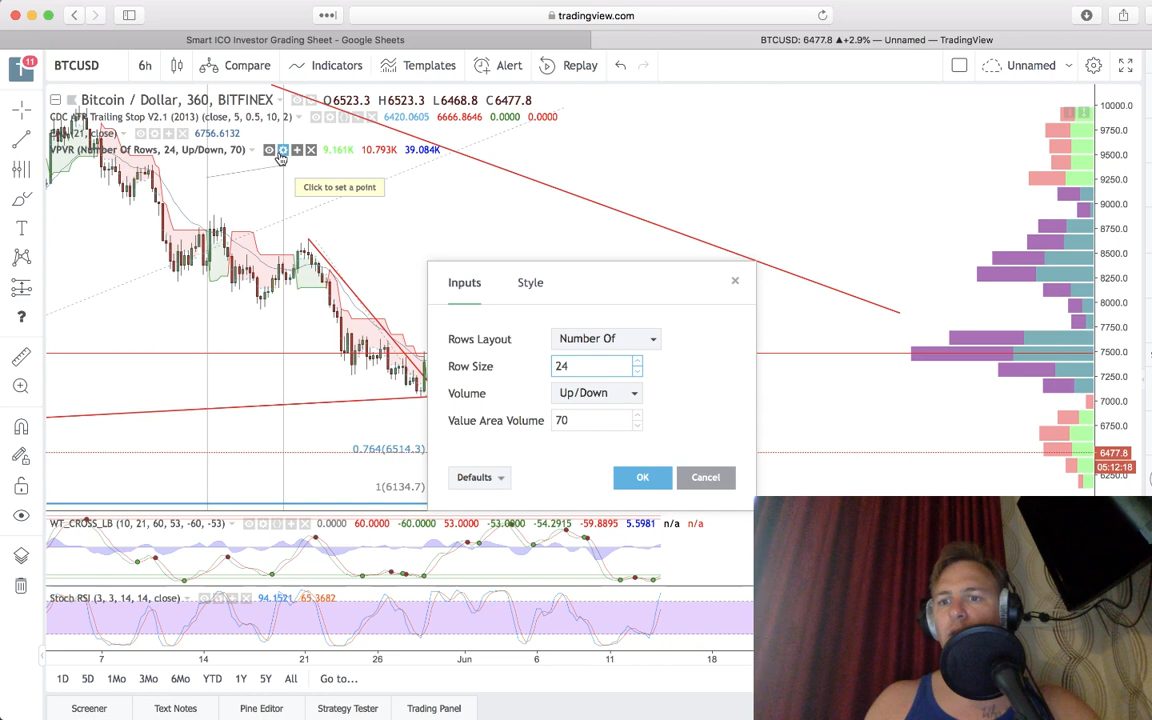 tradingview.com
Smart ICO Investor Grading Sheet - Google Sheets
BTCUSD: 6477.8 ▲+2.9% — Unnamed — TradingView
11
BTCUSD 6h Compare Indicators Templates Alert Replay Unnamed
Bitcoin / Dollar, 360, BITFINEX O6523.3 H6523.3 L6468.8 C6477.8
CDC ATR Trailing Stop V2.1 (2013) (close, 5, 0.5, 10, 2) 6420.0605 6666.8646 0.0000 0.0000
(21, close) 6756.6132
VPVR (Number Of Rows, 24, Up/Down, 70) 9.161K 10.793K 39.084K
Click to set a point
Inputs Style
Rows Layout Number Of
Row Size 24
Volume Up/Down
Value Area Volume 70
Defaults OK Cancel
0.764(6514.3)
1(6134.7)
10000.0
9750.0
9500.0
9250.0
9000.0
8750.0
8500.0
8250.0
8000.0
7750.0
7500.0
7250.0
7000.0
6750.0
6477.8
05:12:18
WT_CROSS_LB (10, 21, 60, 53, -60, -53) 0.0000 60.0000 -60.0000 53.0000 -53.0000 -54.2915 -59.8895 5.5981 n/a n/a
Stoch RSI (3, 3, 14, 14, close) 94.1521 65.3682
7 14 21 26 Jun 6 11 18
1D 5D 1Mo 3Mo 6Mo YTD 1Y 5Y All Go to...
Screener Text Notes Pine Editor Strategy Tester Trading Panel